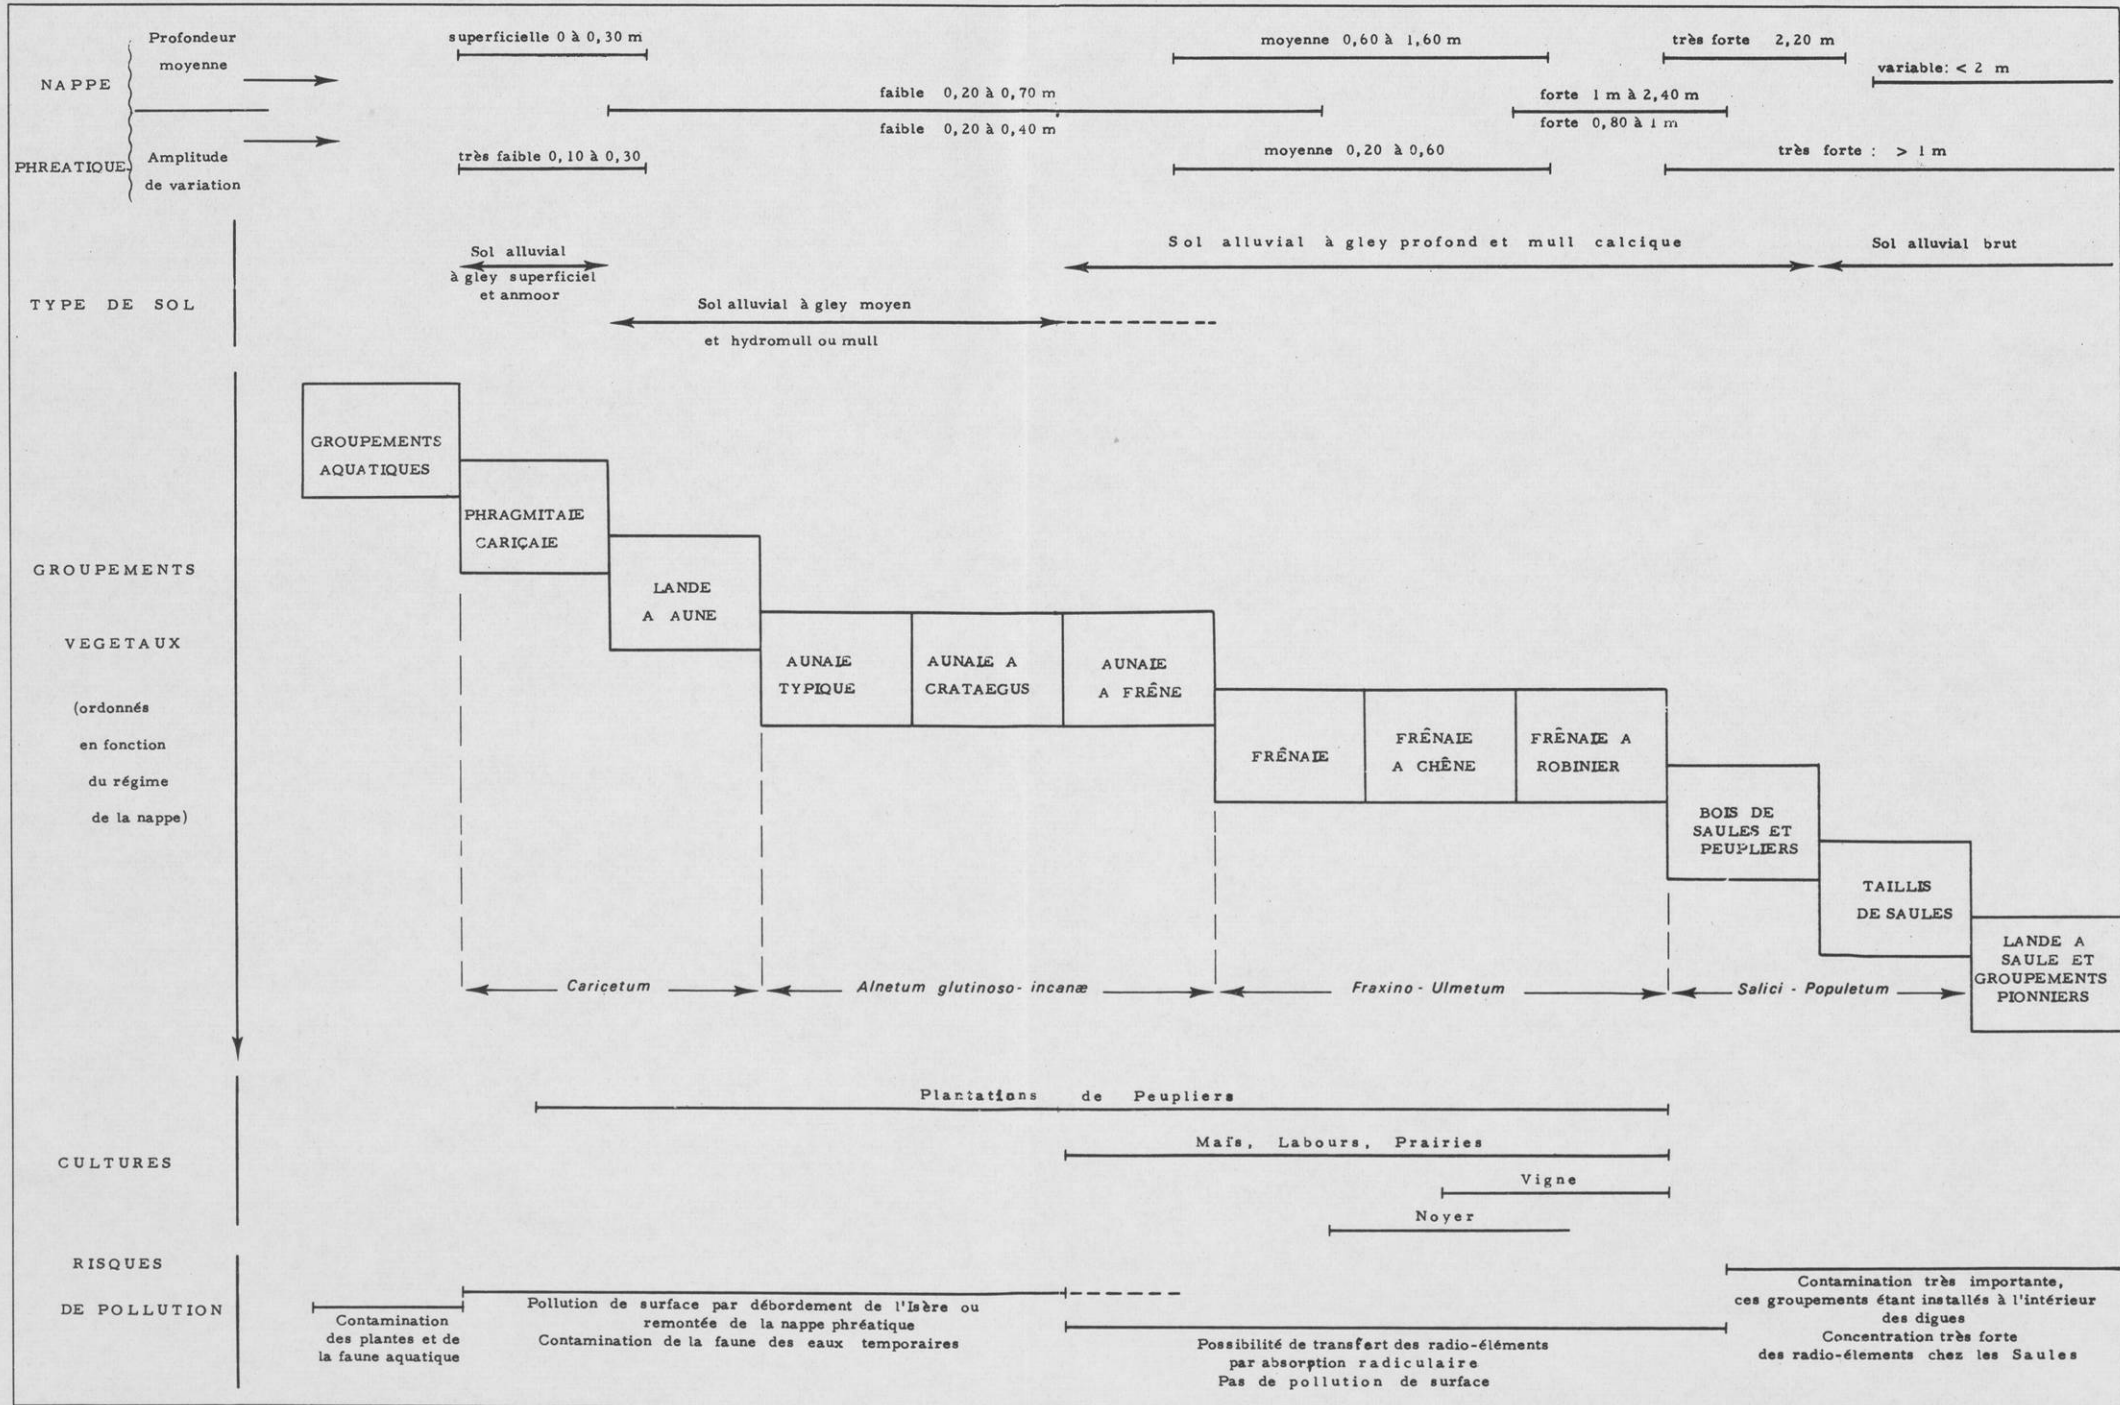 NAPPE
PHREATIQUE
Profondeur
moyenne
Amplitude
de variation
superficielle 0 à 0,30 m
moyenne 0,60 à 1,60 m
très forte 2,20 m
variable: < 2 m
faible 0,20 à 0,70 m
forte 1 m à 2,40 m
faible 0,20 à 0,40 m
forte 0,80 à 1 m
très faible 0,10 à 0,30
moyenne 0,20 à 0,60
très forte : > 1 m
TYPE DE SOL
Sol alluvial
à gley superficiel
et anmoor
Sol alluvial à gley moyen
et hydromull ou mull
Sol alluvial à gley profond et mull calcique
Sol alluvial brut
GROUPEMENTS
VEGETAUX
(ordonnés
en fonction
du régime
de la nappe)
GROUPEMENTS
AQUATIQUES
PHRAGMITAIE
CARIÇAIE
LANDE
A AUNE
AUNAIE
TYPIQUE
AUNAIE A
CRATAEGUS
AUNAIE
A FRÊNE
FRÊNAIE
FRÊNAIE
A CHÊNE
FRÊNAIE A
ROBINIER
BOIS DE
SAULES ET
PEUPLIERS
TAILLIS
DE SAULES
LANDE A
SAULE ET
GROUPEMENTS
PIONNIERS
Caricetum
Alnetum glutinoso-incanæ
Fraxino - Ulmetum
Salici - Populetum
CULTURES
Plantations de Peupliers
Maïs, Labours, Prairies
Vigne
Noyer
RISQUES
DE POLLUTION
Contamination
des plantes et de
la faune aquatique
Pollution de surface par débordement de l'Isère ou
remontée de la nappe phréatique
Contamination de la faune des eaux temporaires
Possibilité de transfert des radio-éléments
par absorption radiculaire
Pas de pollution de surface
Contamination très importante,
ces groupements étant installés à l'intérieur
des digues
Concentration très forte
des radio-élements chez les Saules